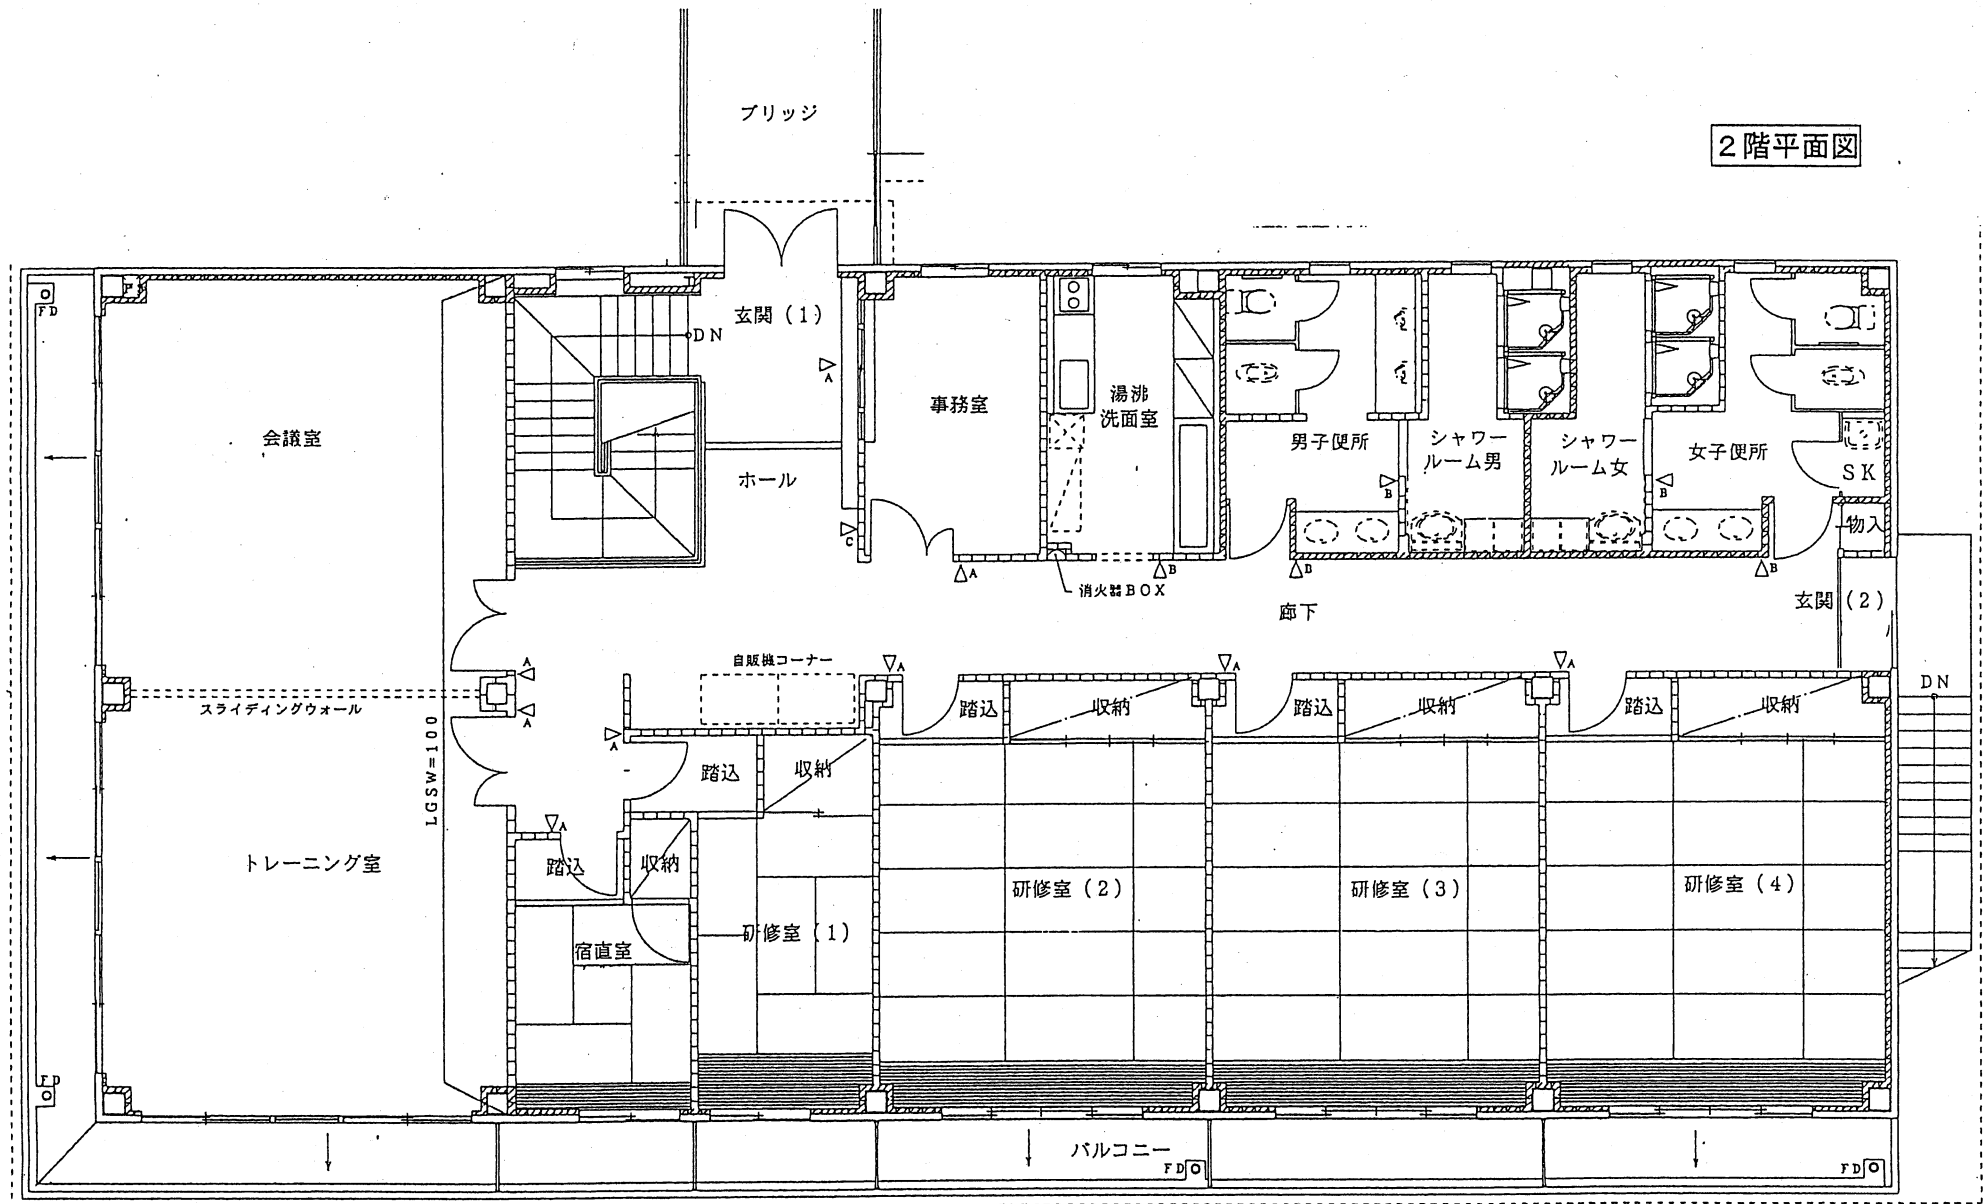 ブリッジ
2階平面図
FD
P
玄関(1)
DN
A
事務室
湯沸
洗面室
会議室
男子便所
シャワー
ルーム男
シャワー
ルーム女
女子便所
SK
ホール
B
B
C
物入
A
B
B
B
消火器BOX
廊下
玄関(2)
自販機コーナー
A
A
A
A
スライディングウォール
A
A
DN
踏込
収納
踏込
収納
踏込
収納
LGSW=100
踏込
収納
A
トレーニング室
踏込
収納
研修室(2)
研修室(3)
研修室(4)
宿直室
研修室(1)
FD
バルコニー
FD
FD